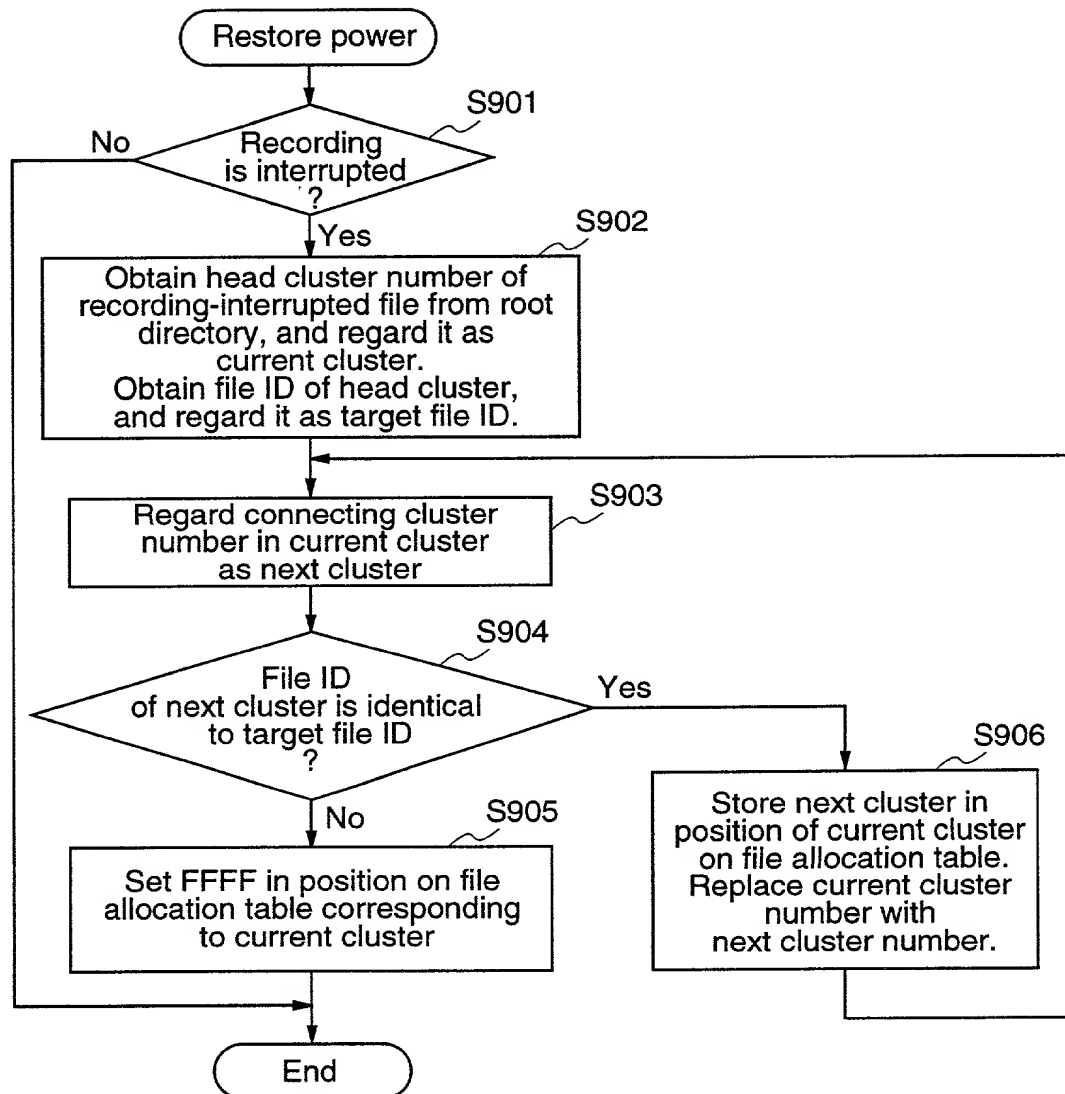 Restore power
S901
No
Recording
is interrupted
?
Yes
S902
Obtain head cluster number of
recording-interrupted file from root
directory, and regard it as
current cluster.
Obtain file ID of head cluster,
and regard it as target file ID.
S903
Regard connecting cluster
number in current cluster
as next cluster
S904
File ID
of next cluster is identical
to target file ID
?
Yes
No
S905
Set FFFF in position on file
allocation table corresponding
to current cluster
S906
Store next cluster in
position of current cluster
on file allocation table.
Replace current cluster
number with
next cluster number.
End